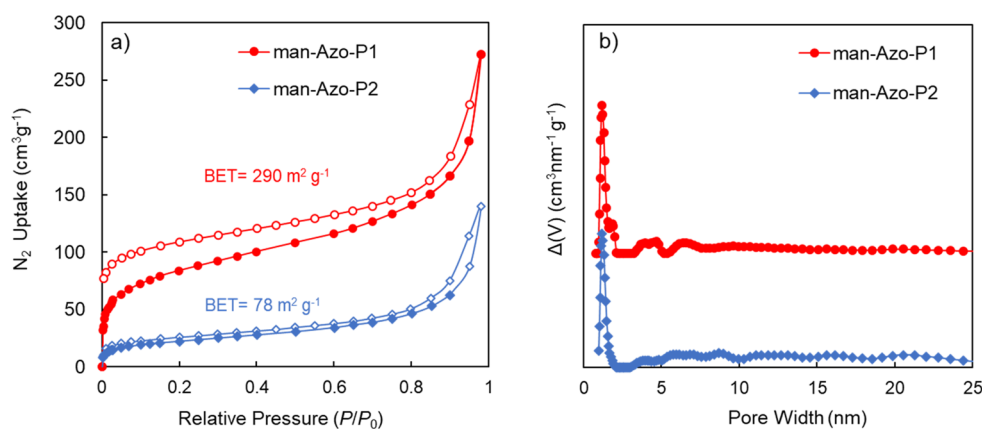 a)
man-Azo-P1
man-Azo-P2
BET= 290 m² g⁻¹
BET= 78 m² g⁻¹
N₂ Uptake (cm³g⁻¹)
300
250
200
150
100
50
0
0.2
0.4
0.6
0.8
1
Relative Pressure (P/P₀)
b)
man-Azo-P1
man-Azo-P2
Δ(V) (cm³nm⁻¹ g⁻¹)
0
5
10
15
20
25
Pore Width (nm)